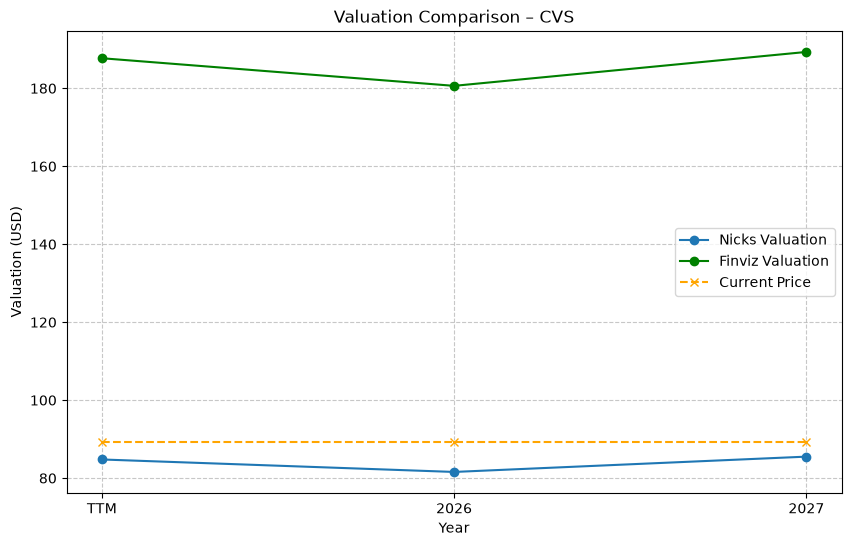 Valuation Comparison – CVS
Valuation (USD)
180
160
140
120
100
80
Nicks Valuation
Finviz Valuation
Current Price
TTM
2026
2027
Year